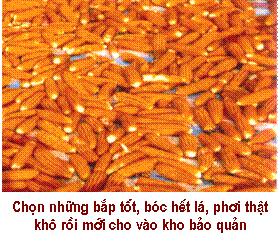 Chọn những bắp tốt, bóc hết lá, phơi thật
khô rồi mới cho vào kho bảo quản